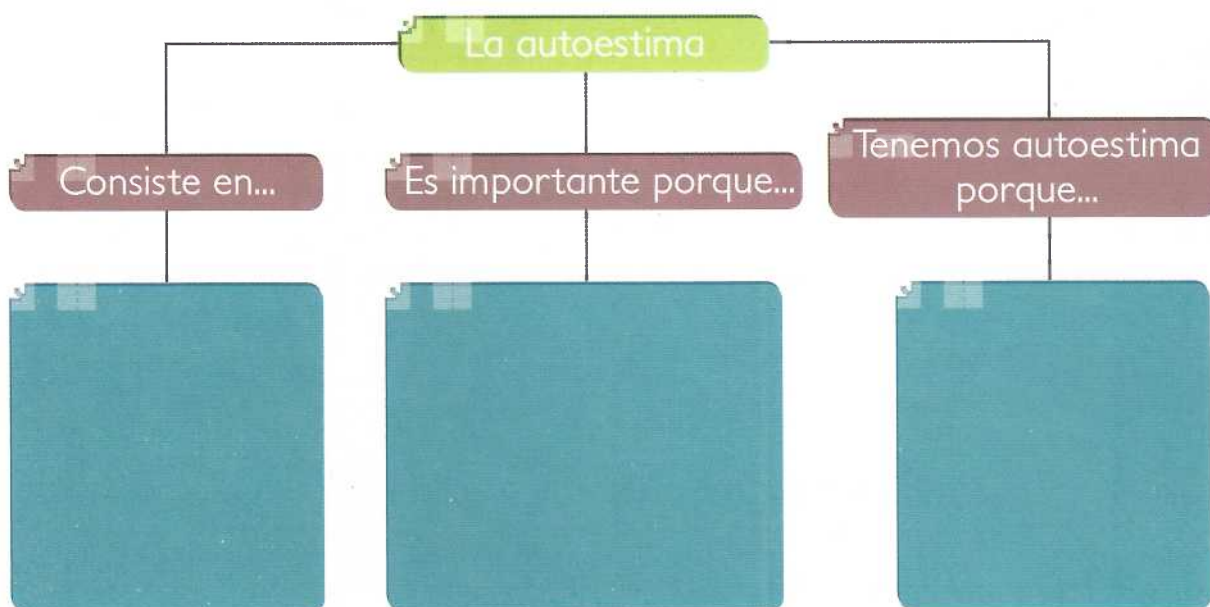 La autoestima
Consiste en...
Es importante porque...
Tenemos autoestima
porque...